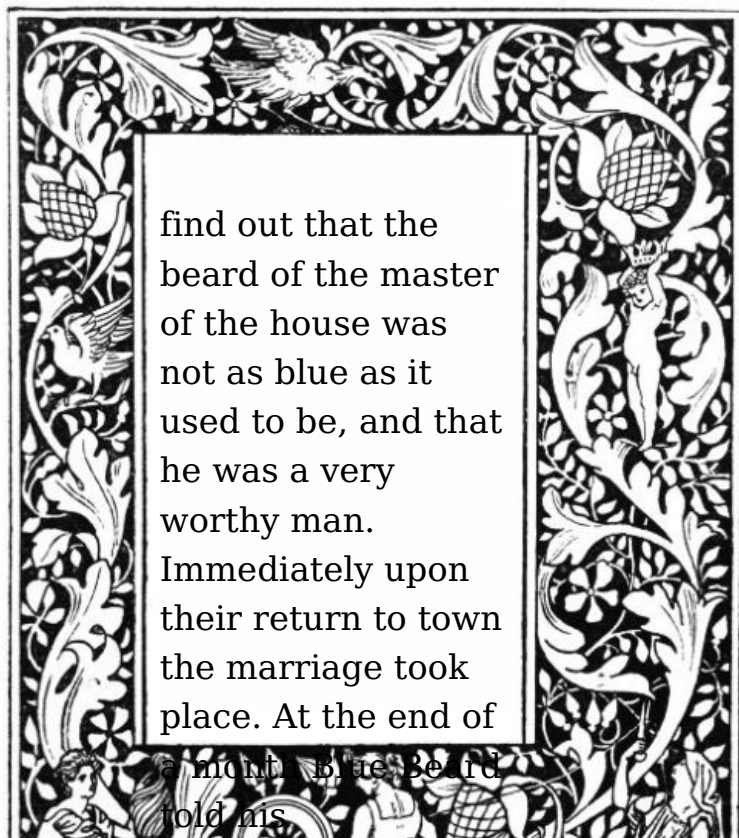 find out that the
beard of the master
of the house was
not as blue as it
used to be, and that
he was a very
worthy man.
Immediately upon
their return to town
the marriage took
place. At the end of
a month Blue Beard
told his